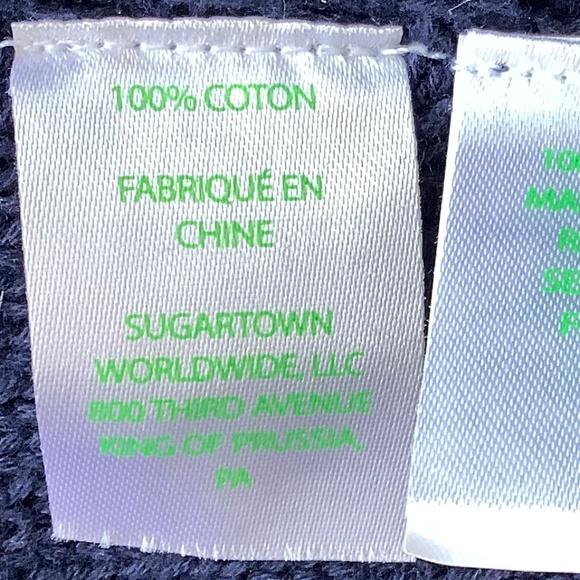 100% COTON
FABRIQUÉ EN
CHINE
SUGARTOWN
WORLDWIDE, LLC
800 THIRD AVENUE
KING OF PRUSSIA,
PA